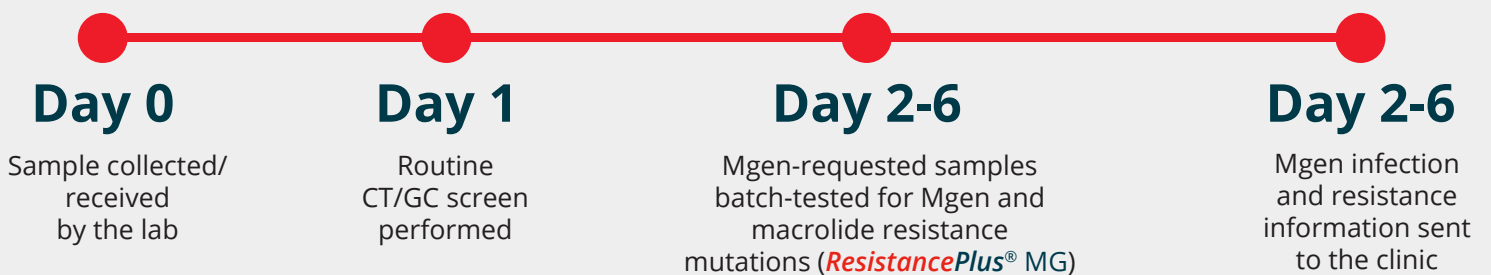 Day 0
Sample collected/
received
by the lab
Day 1
Routine
CT/GC screen
performed
Day 2-6
Mgen-requested samples
batch-tested for Mgen and
macrolide resistance
mutations (ResistancePlus® MG)
Day 2-6
Mgen infection
and resistance
information sent
to the clinic